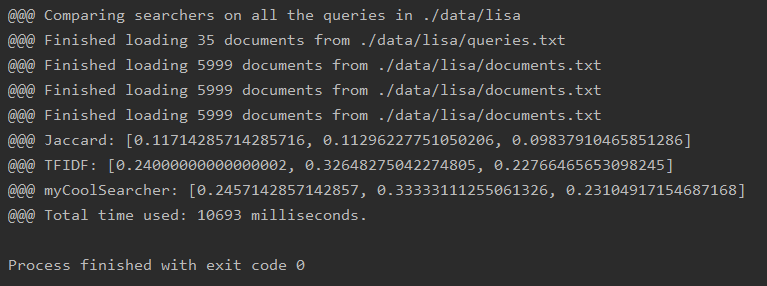 @@@ Comparing searchers on all the queries in ./data/lisa
@@@ Finished loading 35 documents from ./data/lisa/queries.txt
@@@ Finished loading 5999 documents from ./data/lisa/documents.txt
@@@ Finished loading 5999 documents from ./data/lisa/documents.txt
@@@ Finished loading 5999 documents from ./data/lisa/documents.txt
@@@ Jaccard: [0.11714285714285716, 0.11296227751050206, 0.09837910465851286]
@@@ TFIDF: [0.24000000000000002, 0.32648275042274805, 0.22766465653098245]
@@@ myCoolSearcher: [0.2457142857142857, 0.33333111255061326, 0.23104917154687168]
@@@ Total time used: 10693 milliseconds.
Process finished with exit code 0